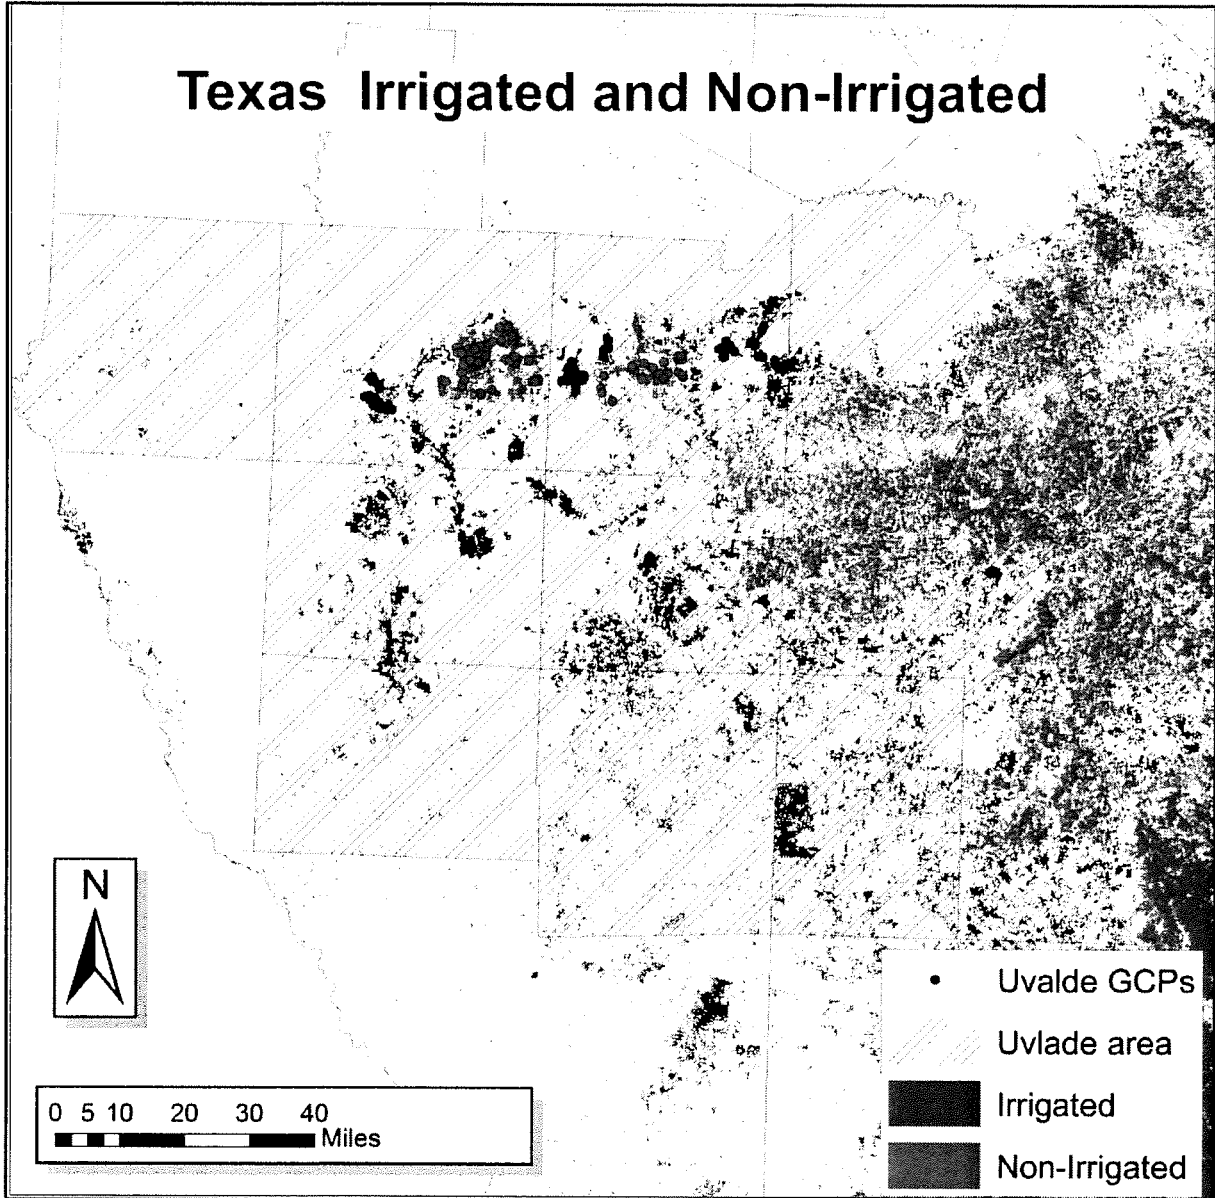 Texas Irrigated and Non-Irrigated
N
0 5 10 20 30 40
Miles
Uvalde GCPs
Uvlade area
Irrigated
Non-Irrigated